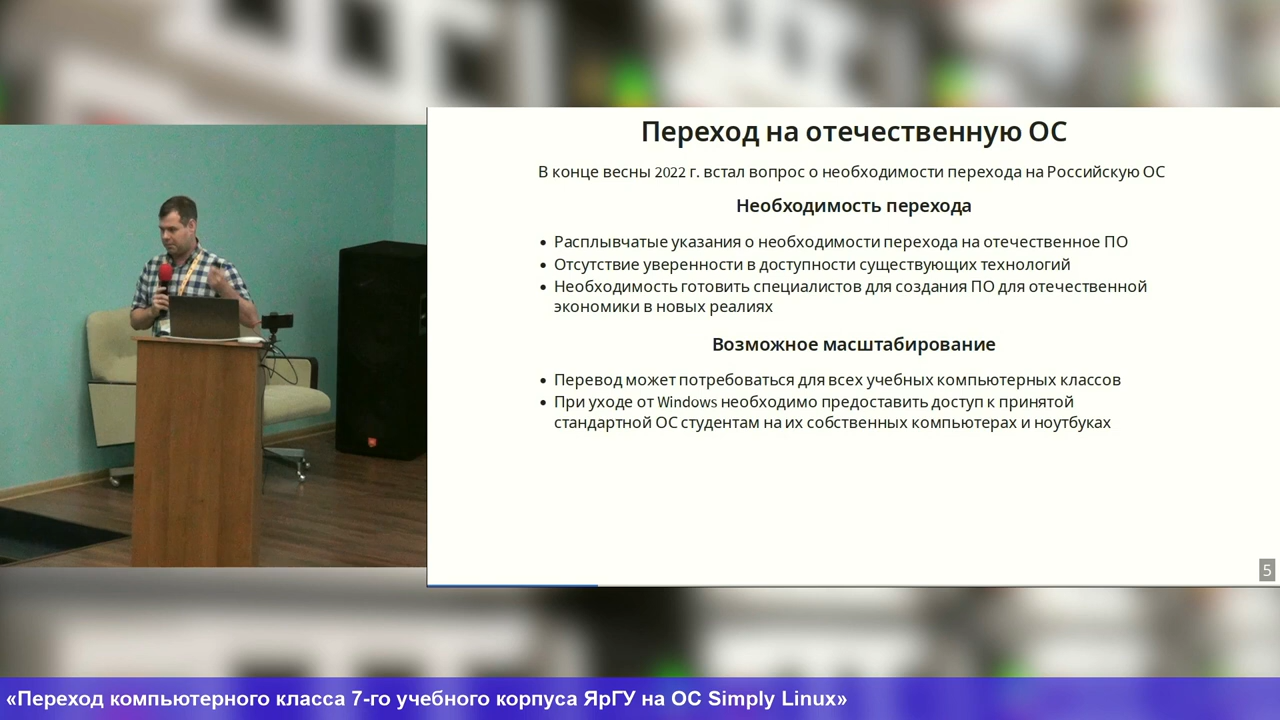 Переход на отечественную ОС
В конце весны 2022 г. встал вопрос о необходимости перехода на Российскую ОС
Необходимость перехода
• Расплывчатые указания о необходимости перехода на отечественное ПО
• Отсутствие уверенности в доступности существующих технологий
• Необходимость готовить специалистов для создания ПО для отечественной
экономики в новых реалиях
Возможное масштабирование
• Перевод может потребоваться для всех учебных компьютерных классов
• При уходе от Windows необходимо предоставить доступ к принятой
стандартной ОС студентам на их собственных компьютерах и ноутбуках
5
«Переход компьютерного класса 7-го учебного корпуса ЯрГУ на ОС Simply Linux»